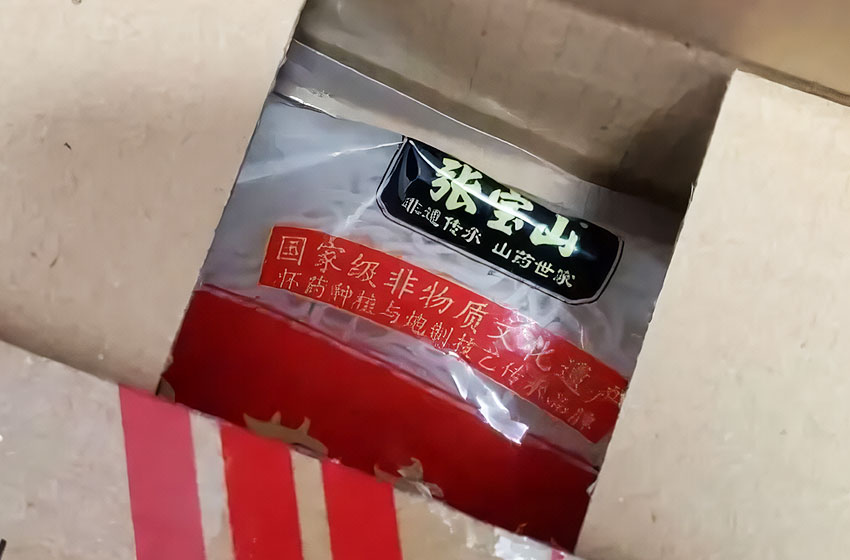 张宝山
非遗传承 山药世家
国家级非物质文化遗产
怀药种植与炮制技艺传承品牌